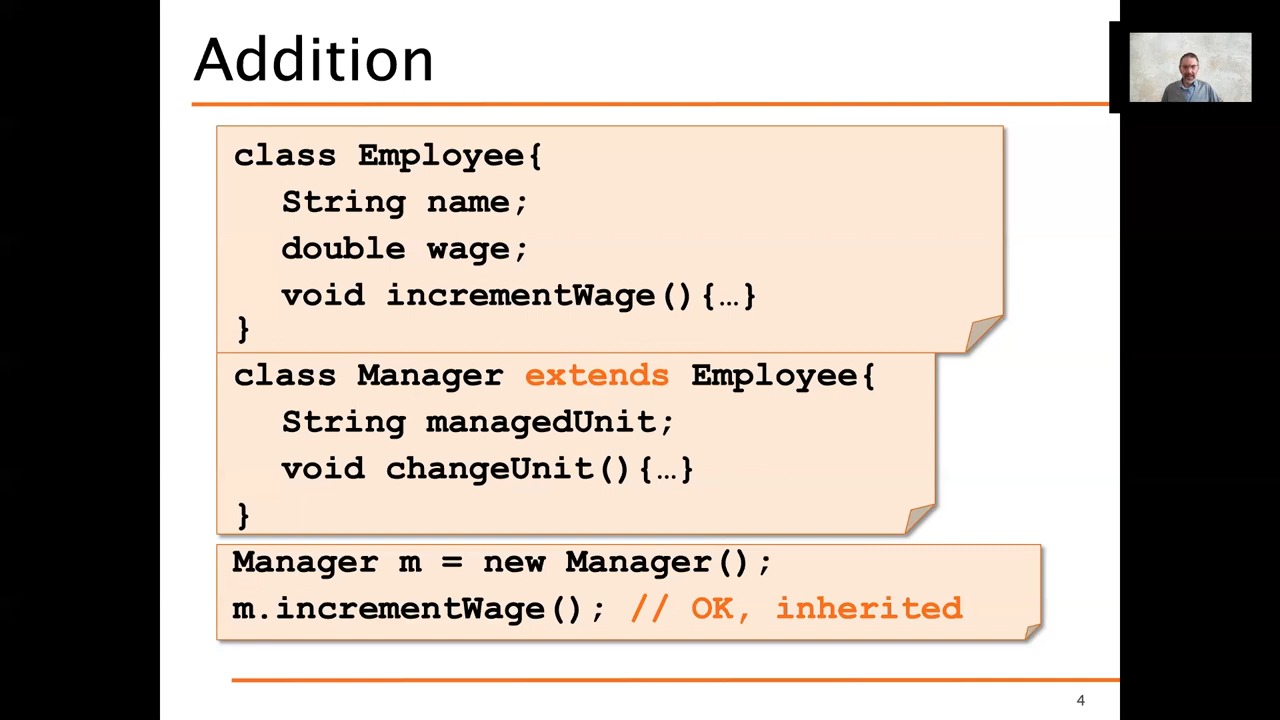 Addition
class Employee{
String name;
double wage;
void incrementWage(){…}
}
class Manager extends Employee{
String managedUnit;
void changeUnit(){…}
}
Manager m = new Manager();
m.incrementWage(); // OK, inherited
4